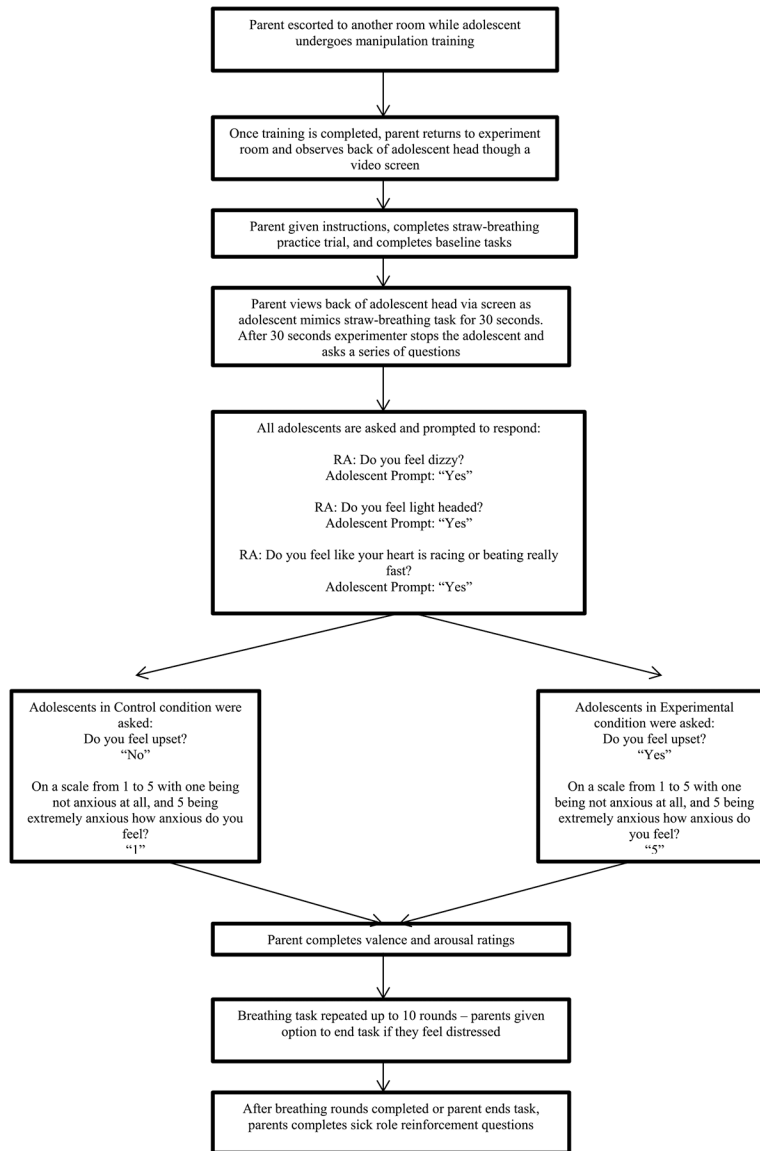 Parent escorted to another room while adolescent
undergoes manipulation training
Once training is completed, parent returns to experiment
room and observes back of adolescent head though a
video screen
Parent given instructions, completes straw-breathing
practice trial, and completes baseline tasks
Parent views back of adolescent head via screen as
adolescent mimics straw-breathing task for 30 seconds.
After 30 seconds experimenter stops the adolescent and
asks a series of questions
All adolescents are asked and prompted to respond:
RA: Do you feel dizzy?
Adolescent Prompt: “Yes”
RA: Do you feel light headed?
Adolescent Prompt: “Yes”
RA: Do you feel like your heart is racing or beating really
fast?
Adolescent Prompt: “Yes”
Adolescents in Control condition were
asked:
Do you feel upset?
“No”
On a scale from 1 to 5 with one being
not anxious at all, and 5 being
extremely anxious how anxious do you
feel?
“1”
Adolescents in Experimental
condition were asked:
Do you feel upset?
“Yes”
On a scale from 1 to 5 with one
being not anxious at all, and 5 being
extremely anxious how anxious do
you feel?
“5”
Parent completes valence and arousal ratings
Breathing task repeated up to 10 rounds – parents given
option to end task if they feel distressed
After breathing rounds completed or parent ends task,
parents completes sick role reinforcement questions